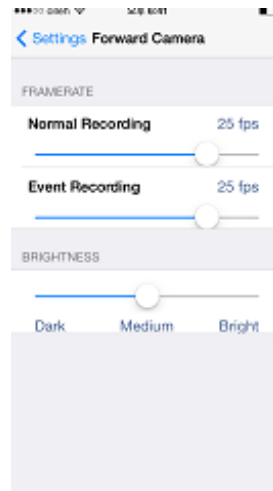 Settings Forward Camera
FRAMERATE
Normal Recording 25 fps
Event Recording 25 fps
BRIGHTNESS
Dark Medium Bright